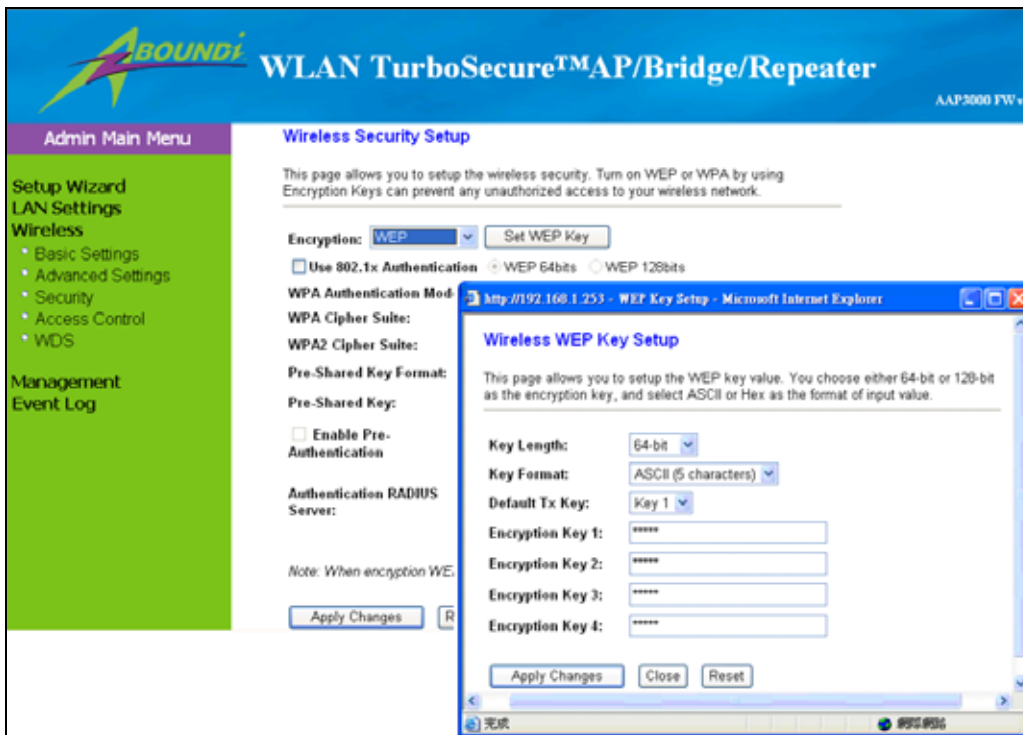 ABOUNDi
WLAN TurboSecure™AP/Bridge/Repeater
AAP3000 FW v
Admin Main Menu
Setup Wizard
LAN Settings
Wireless
Basic Settings
Advanced Settings
Security
Access Control
WDS
Management
Event Log
Wireless Security Setup
This page allows you to setup the wireless security. Turn on WEP or WPA by using
Encryption Keys can prevent any unauthorized access to your wireless network.
Encryption: WEP Set WEP Key
Use 802.1x Authentication WEP 64bits WEP 128bits
WPA Authentication Mod
WPA Cipher Suite:
WPA2 Cipher Suite:
Pre-Shared Key Format:
Pre-Shared Key:
Enable Pre-
Authentication
Authentication RADIUS
Server:
Note: When encryption WE
Apply Changes R
http://192.168.1.253 - WEP Key Setup - Microsoft Internet Explorer
Wireless WEP Key Setup
This page allows you to setup the WEP key value. You choose either 64-bit or 128-bit
as the encryption key, and select ASCII or Hex as the format of input value.
Key Length: 64-bit
Key Format: ASCII (5 characters)
Default Tx Key: Key 1
Encryption Key 1: *****
Encryption Key 2: *****
Encryption Key 3: *****
Encryption Key 4: *****
Apply Changes Close Reset
完成